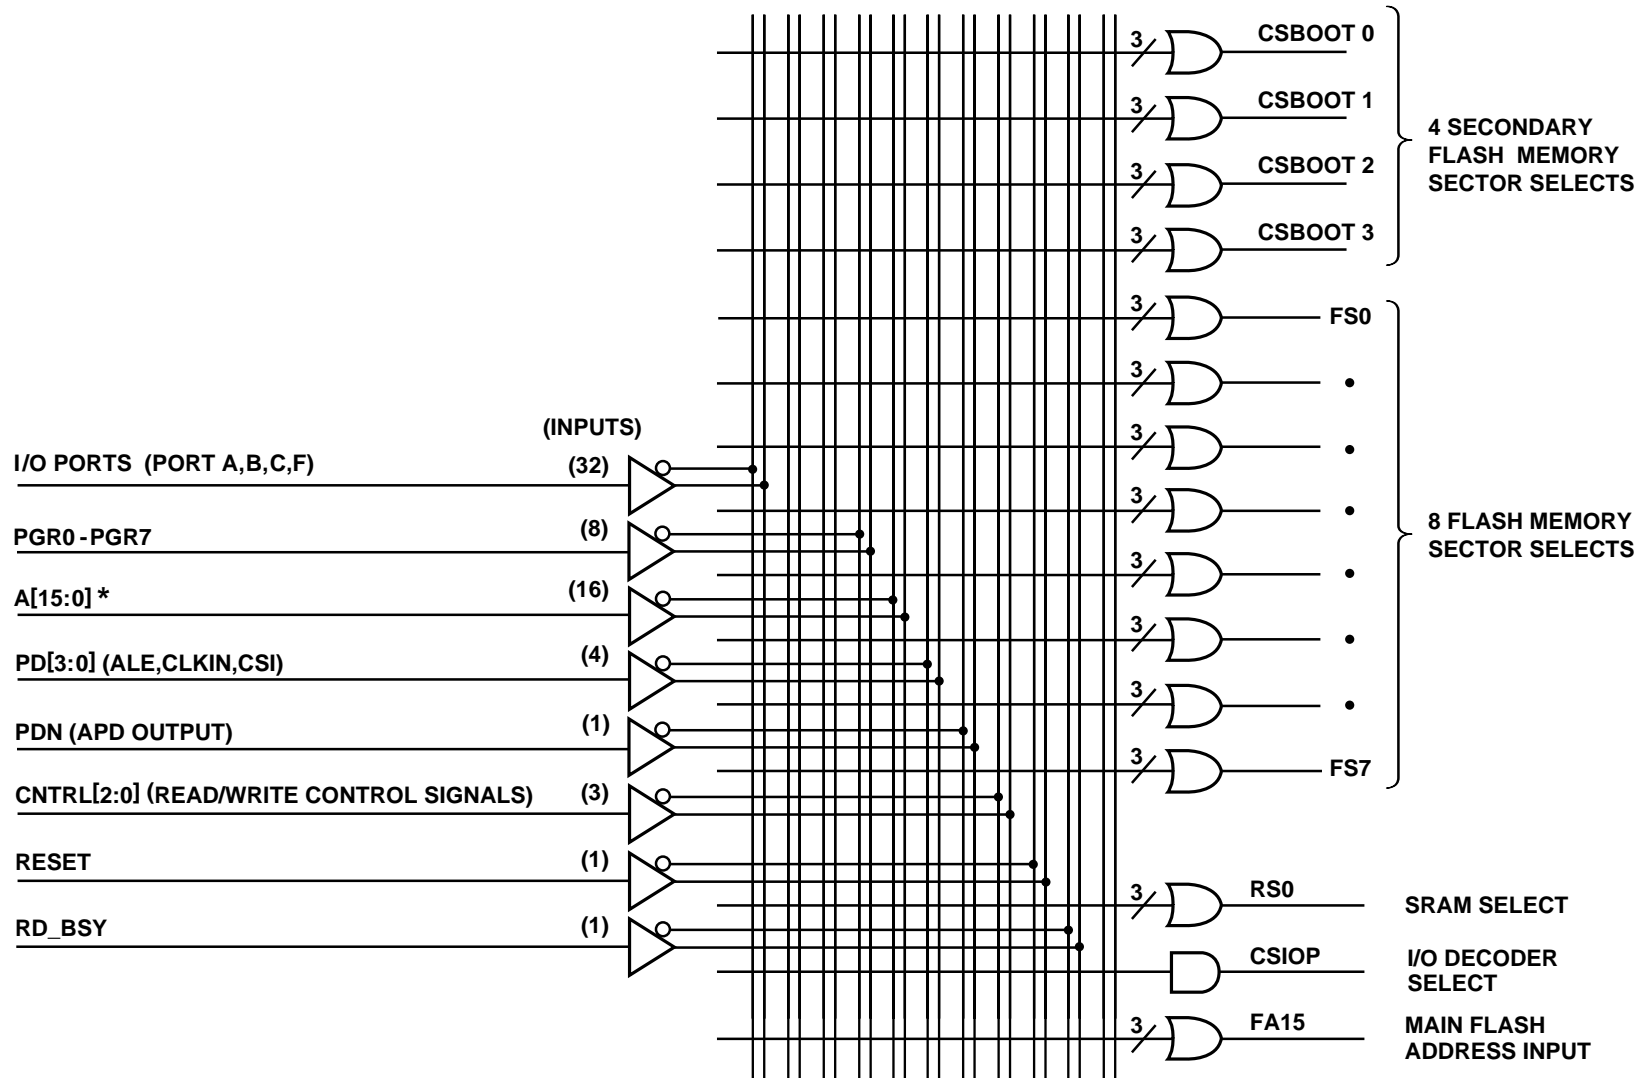 3
CSBOOT 0
3
CSBOOT 1
3
CSBOOT 2
3
CSBOOT 3
4 SECONDARY
FLASH MEMORY
SECTOR SELECTS
3
FS0
3
3
3
3
3
3
3
FS7
8 FLASH MEMORY
SECTOR SELECTS
(INPUTS)
I/O PORTS (PORT A,B,C,F)
(32)
PGR0 - PGR7
(8)
A[15:0] *
(16)
PD[3:0] (ALE,CLKIN,CSI)
(4)
PDN (APD OUTPUT)
(1)
CNTRL[2:0] (READ/WRITE CONTROL SIGNALS)
(3)
RESET
(1)
RD_BSY
(1)
3
RS0
SRAM SELECT
CSIOP
I/O DECODER
SELECT
3
FA15
MAIN FLASH
ADDRESS INPUT